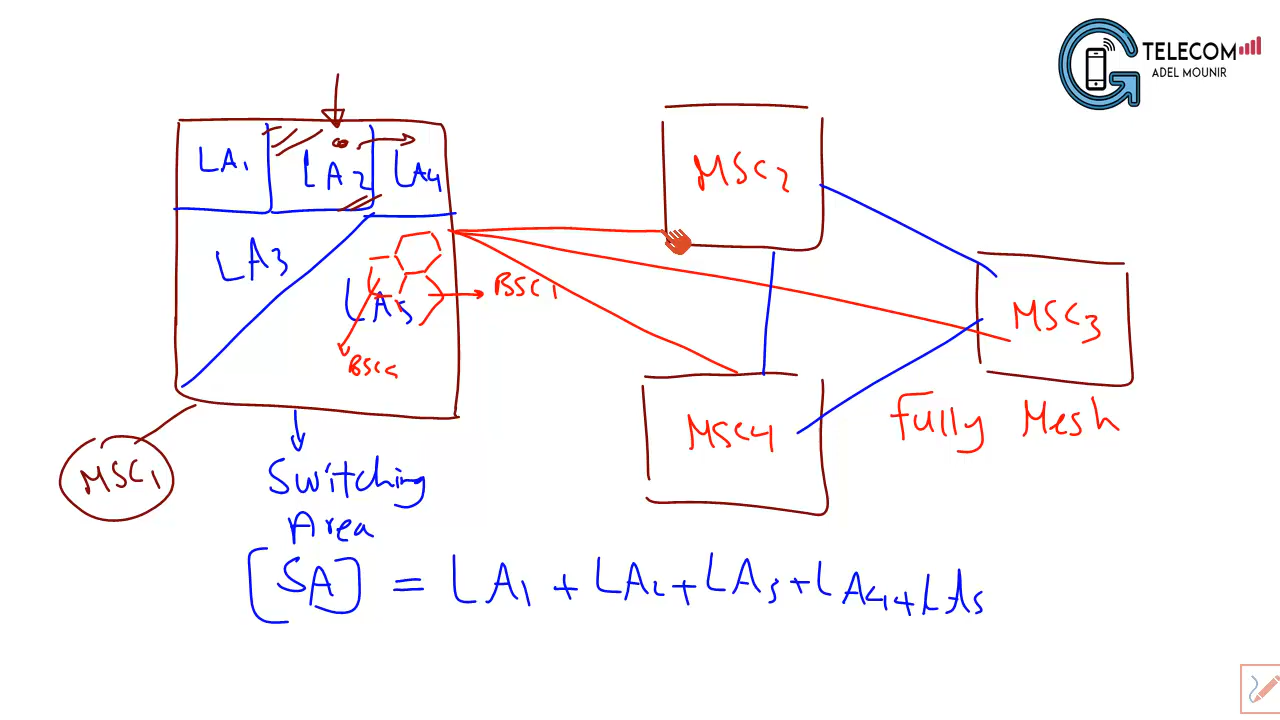 TELECOM
ADEL MOUNIR
LA1
LA2
LA4
LA3
LA5
BSC1
MSC1
MSC2
MSC3
MSC4
Fully Mesh
Switching
Area
[SA] = LA1 + LA2 + LA3 + LA4 + LA5